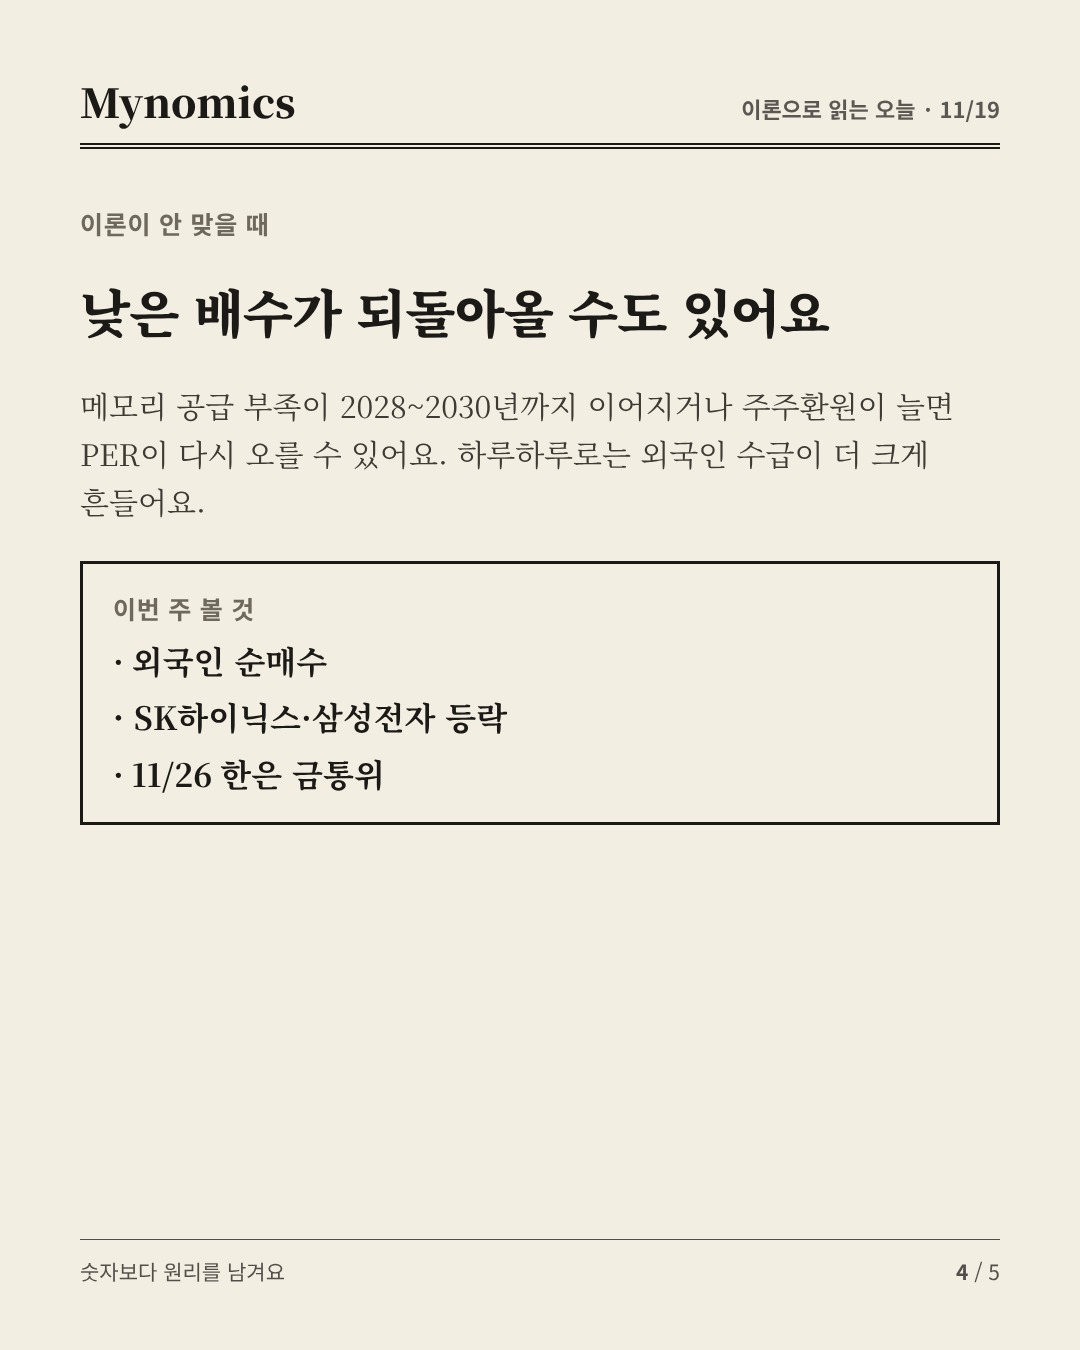 Mynomics
이론으로 읽는 오늘 · 11/19
이론이 안 맞을 때
낮은 배수가 되돌아올 수도 있어요
메모리 공급 부족이 2028~2030년까지 이어지거나 주주환원이 늘면
PER이 다시 오를 수 있어요. 하루하루로는 외국인 수급이 더 크게
흔들어요.
이번 주 볼 것
· 외국인 순매수
· SK하이닉스·삼성전자 등락
· 11/26 한은 금통위
숫자보다 원리를 남겨요
4 / 5